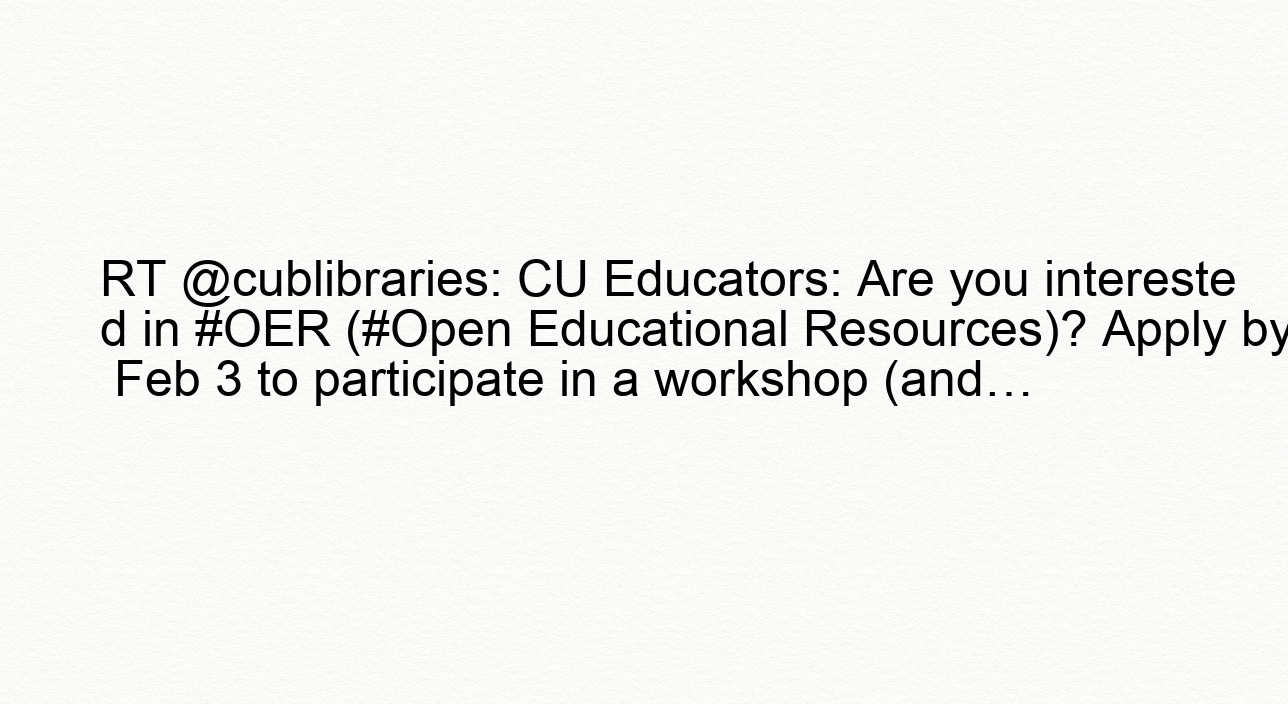 RT @cublibraries: CU Educators: Are you intereste
d in #OER (#Open Educational Resources)? Apply by
Feb 3 to participate in a workshop (and…